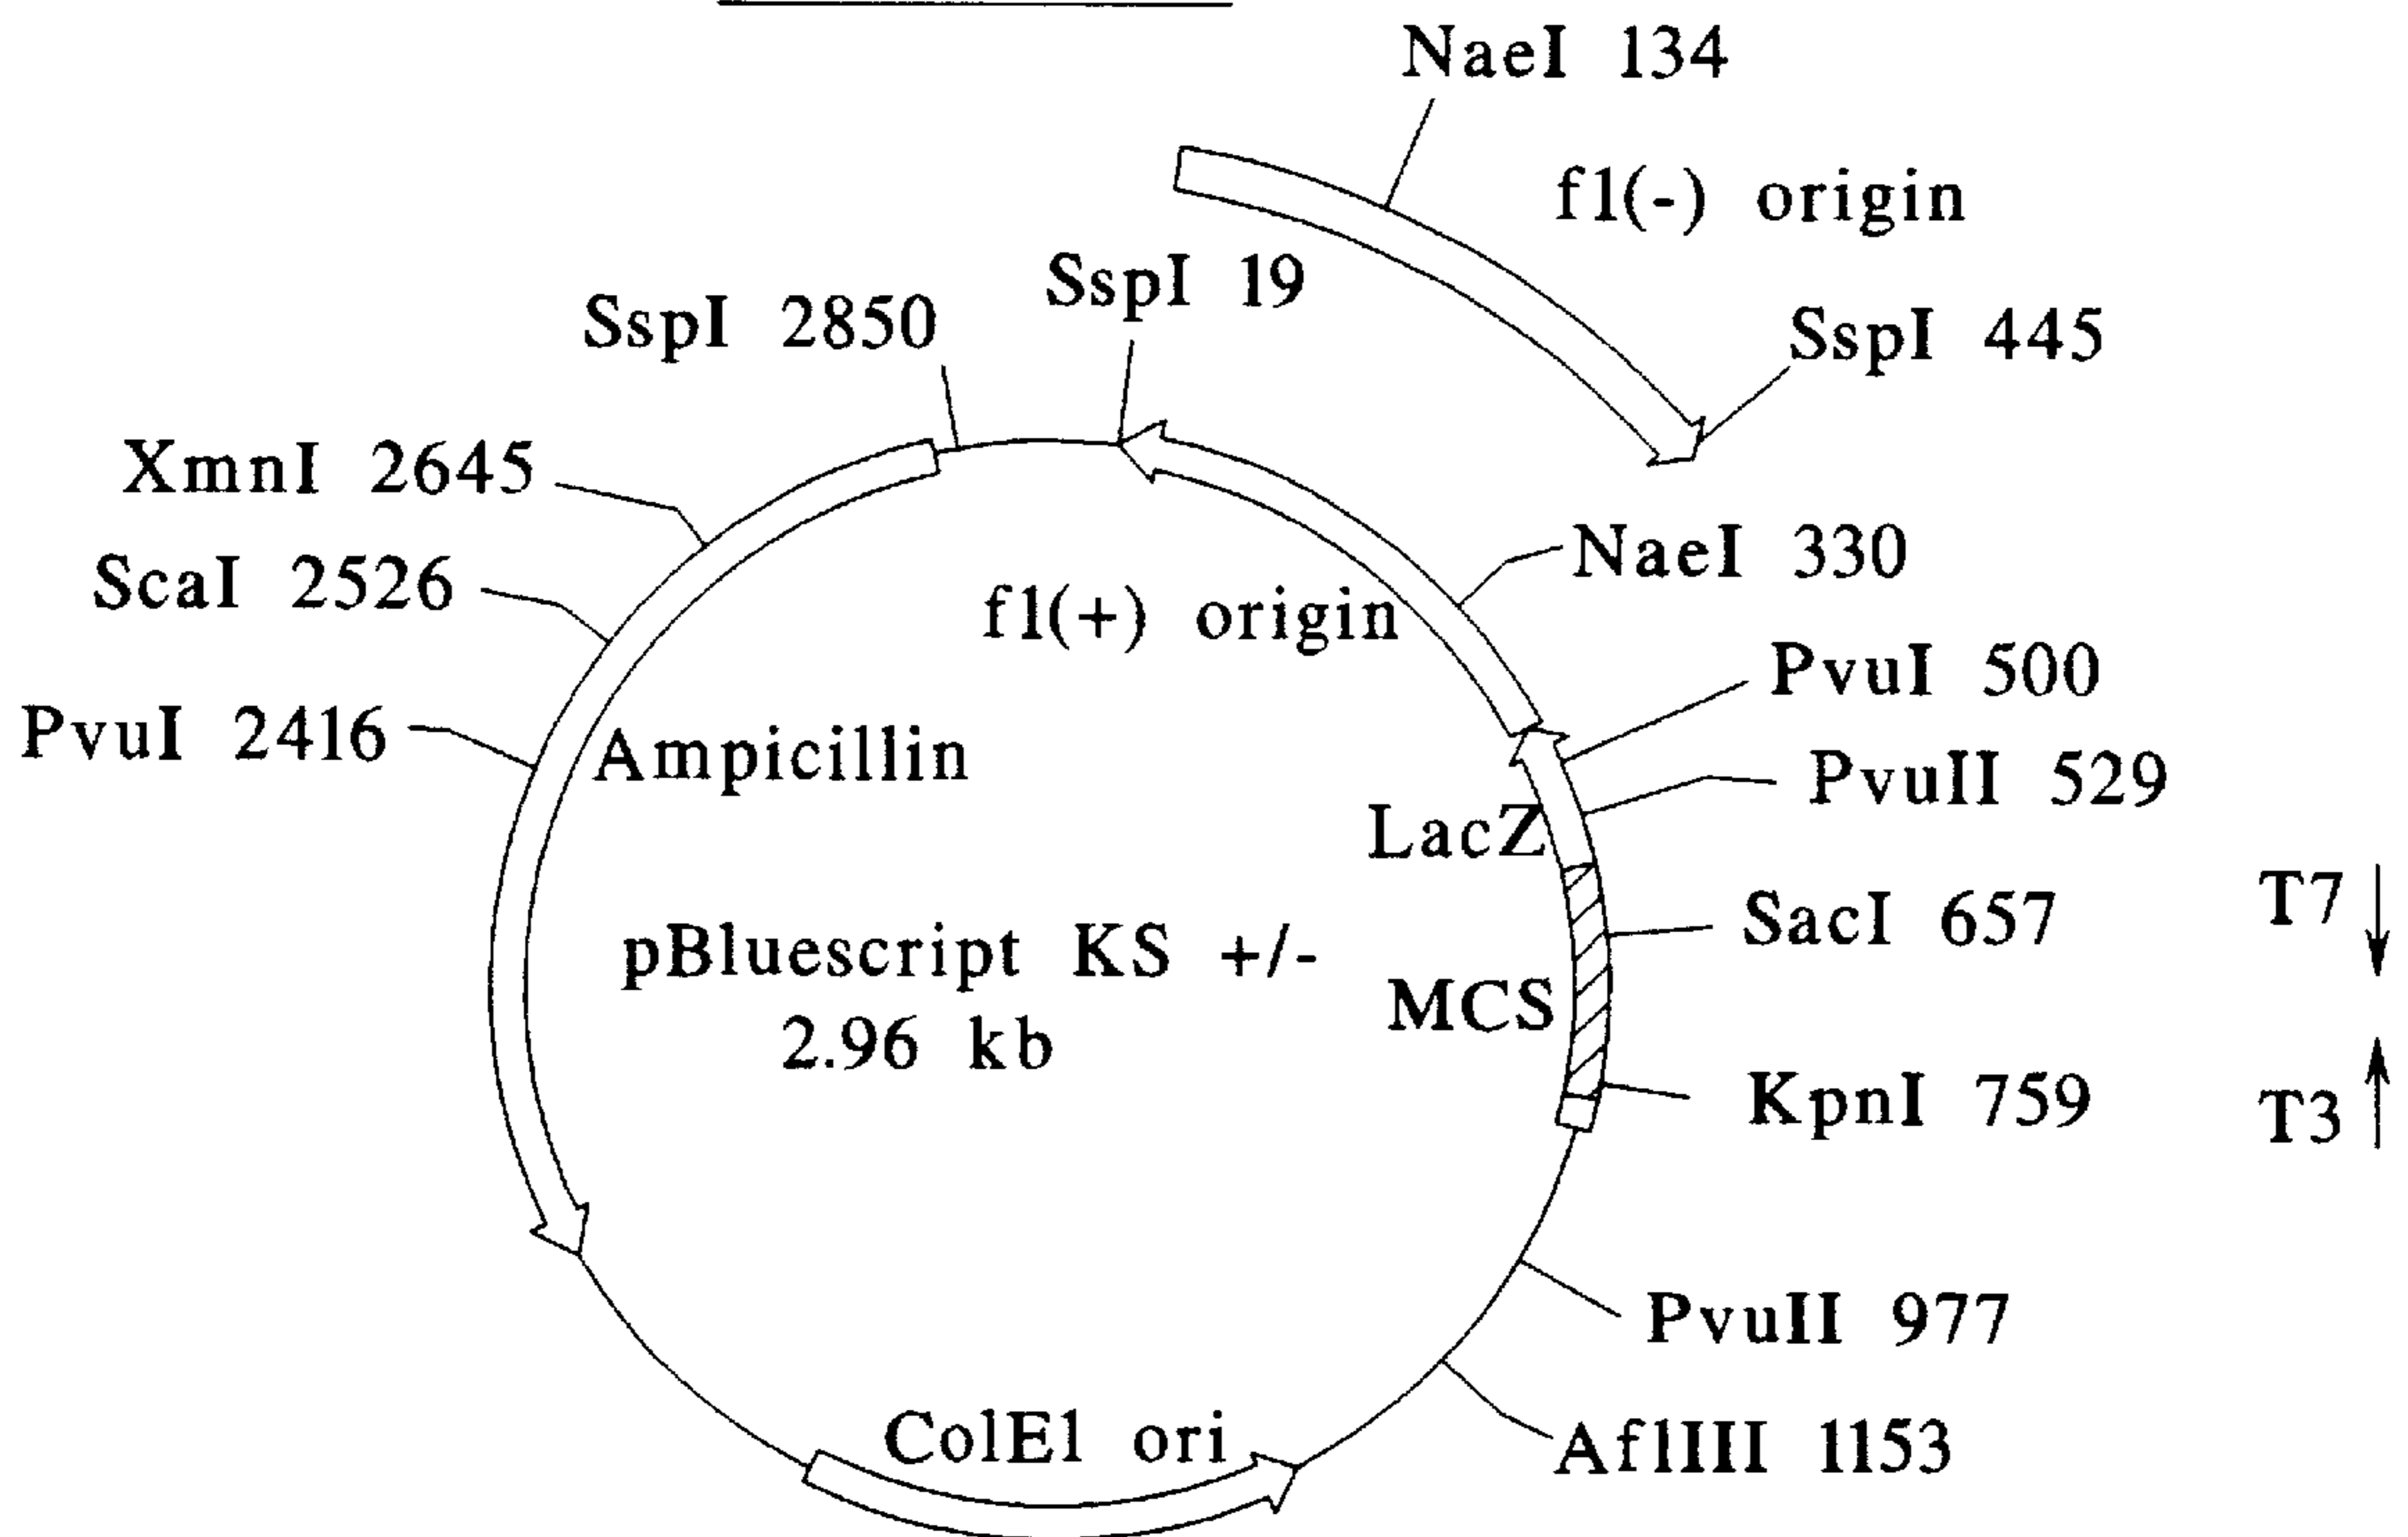 NaeI 134
f1(-) origin
SspI 19
SspI 2850
SspI 445
XmnI 2645
NaeI 330
ScaI 2526
f1(+) origin
PvuI 500
PvuI 2416
Ampicillin
PvuII 529
LacZ
SacI 657
T7
pBluescript KS +/-
MCS
2.96 kb
KpnI 759
T3
PvuII 977
ColE1 ori
AflIII 1153